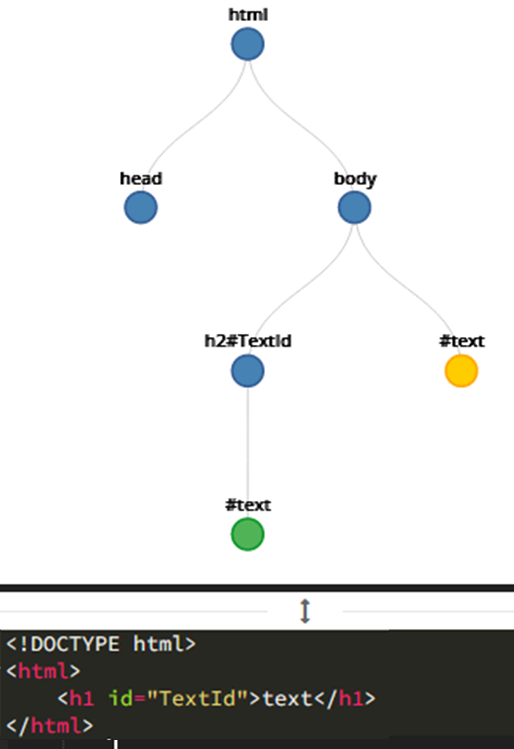 html
head body
h2#TextId #text
#text
<!DOCTYPE html>
<html>
    <h1 id="TextId">text</h1>
</html>